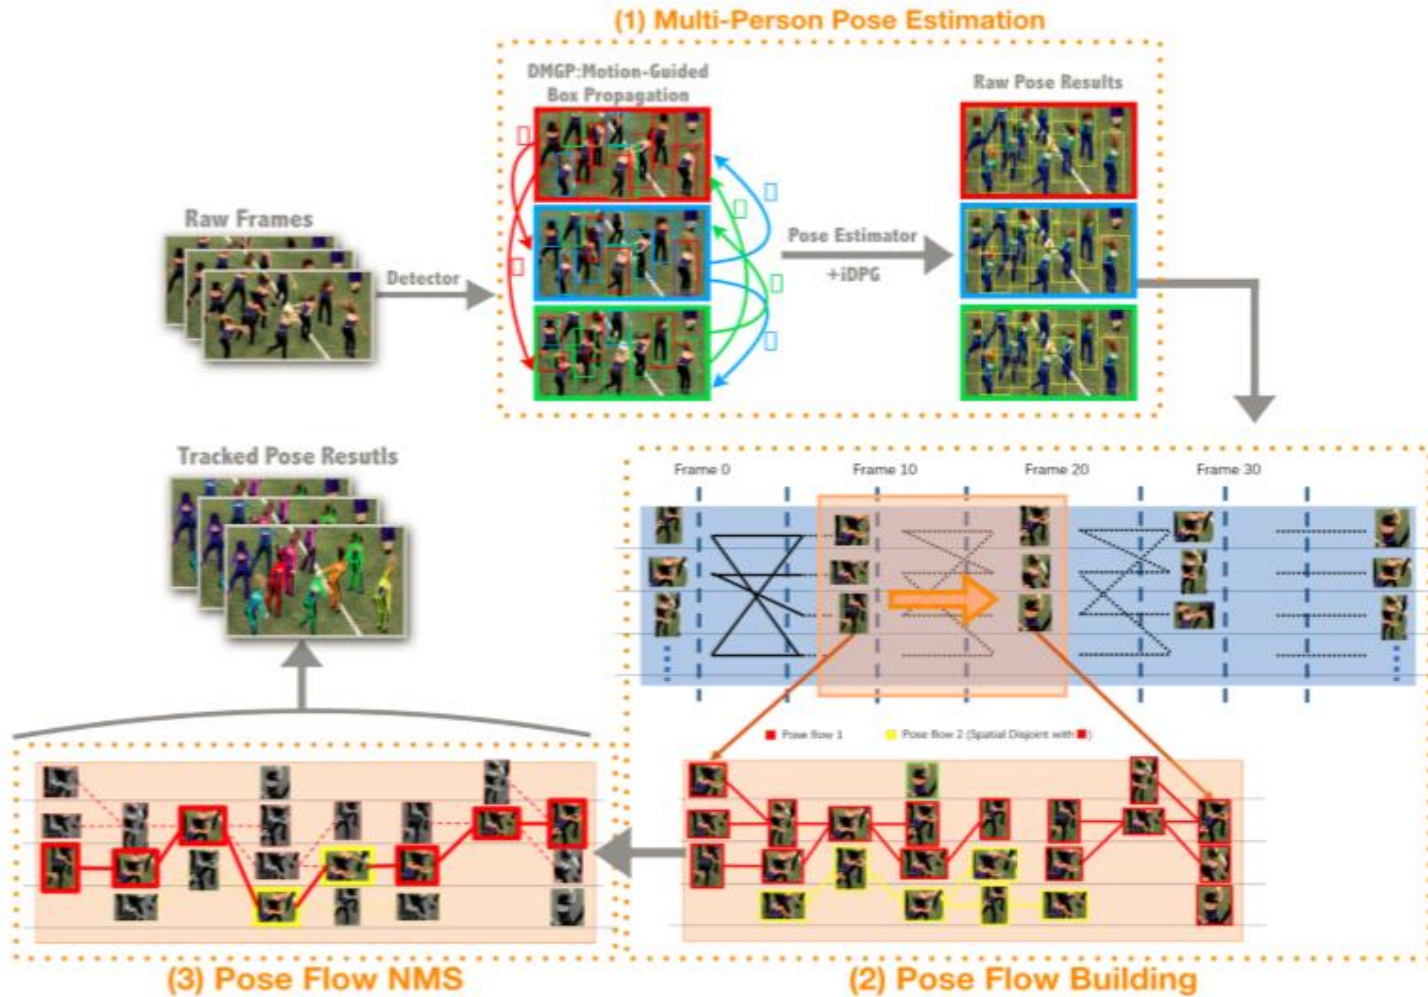 (1) Multi-Person Pose Estimation
DMGP:Motion-Guided
Box Propagation
Raw Pose Results
Raw Frames
Detector
Pose Estimator
+iDPG
Tracked Pose Resutls
Frame 0
Frame 10
Frame 20
Frame 30
Pose flow 1
Pose flow 2 (Spatial Disjoint with )
(3) Pose Flow NMS
(2) Pose Flow Building